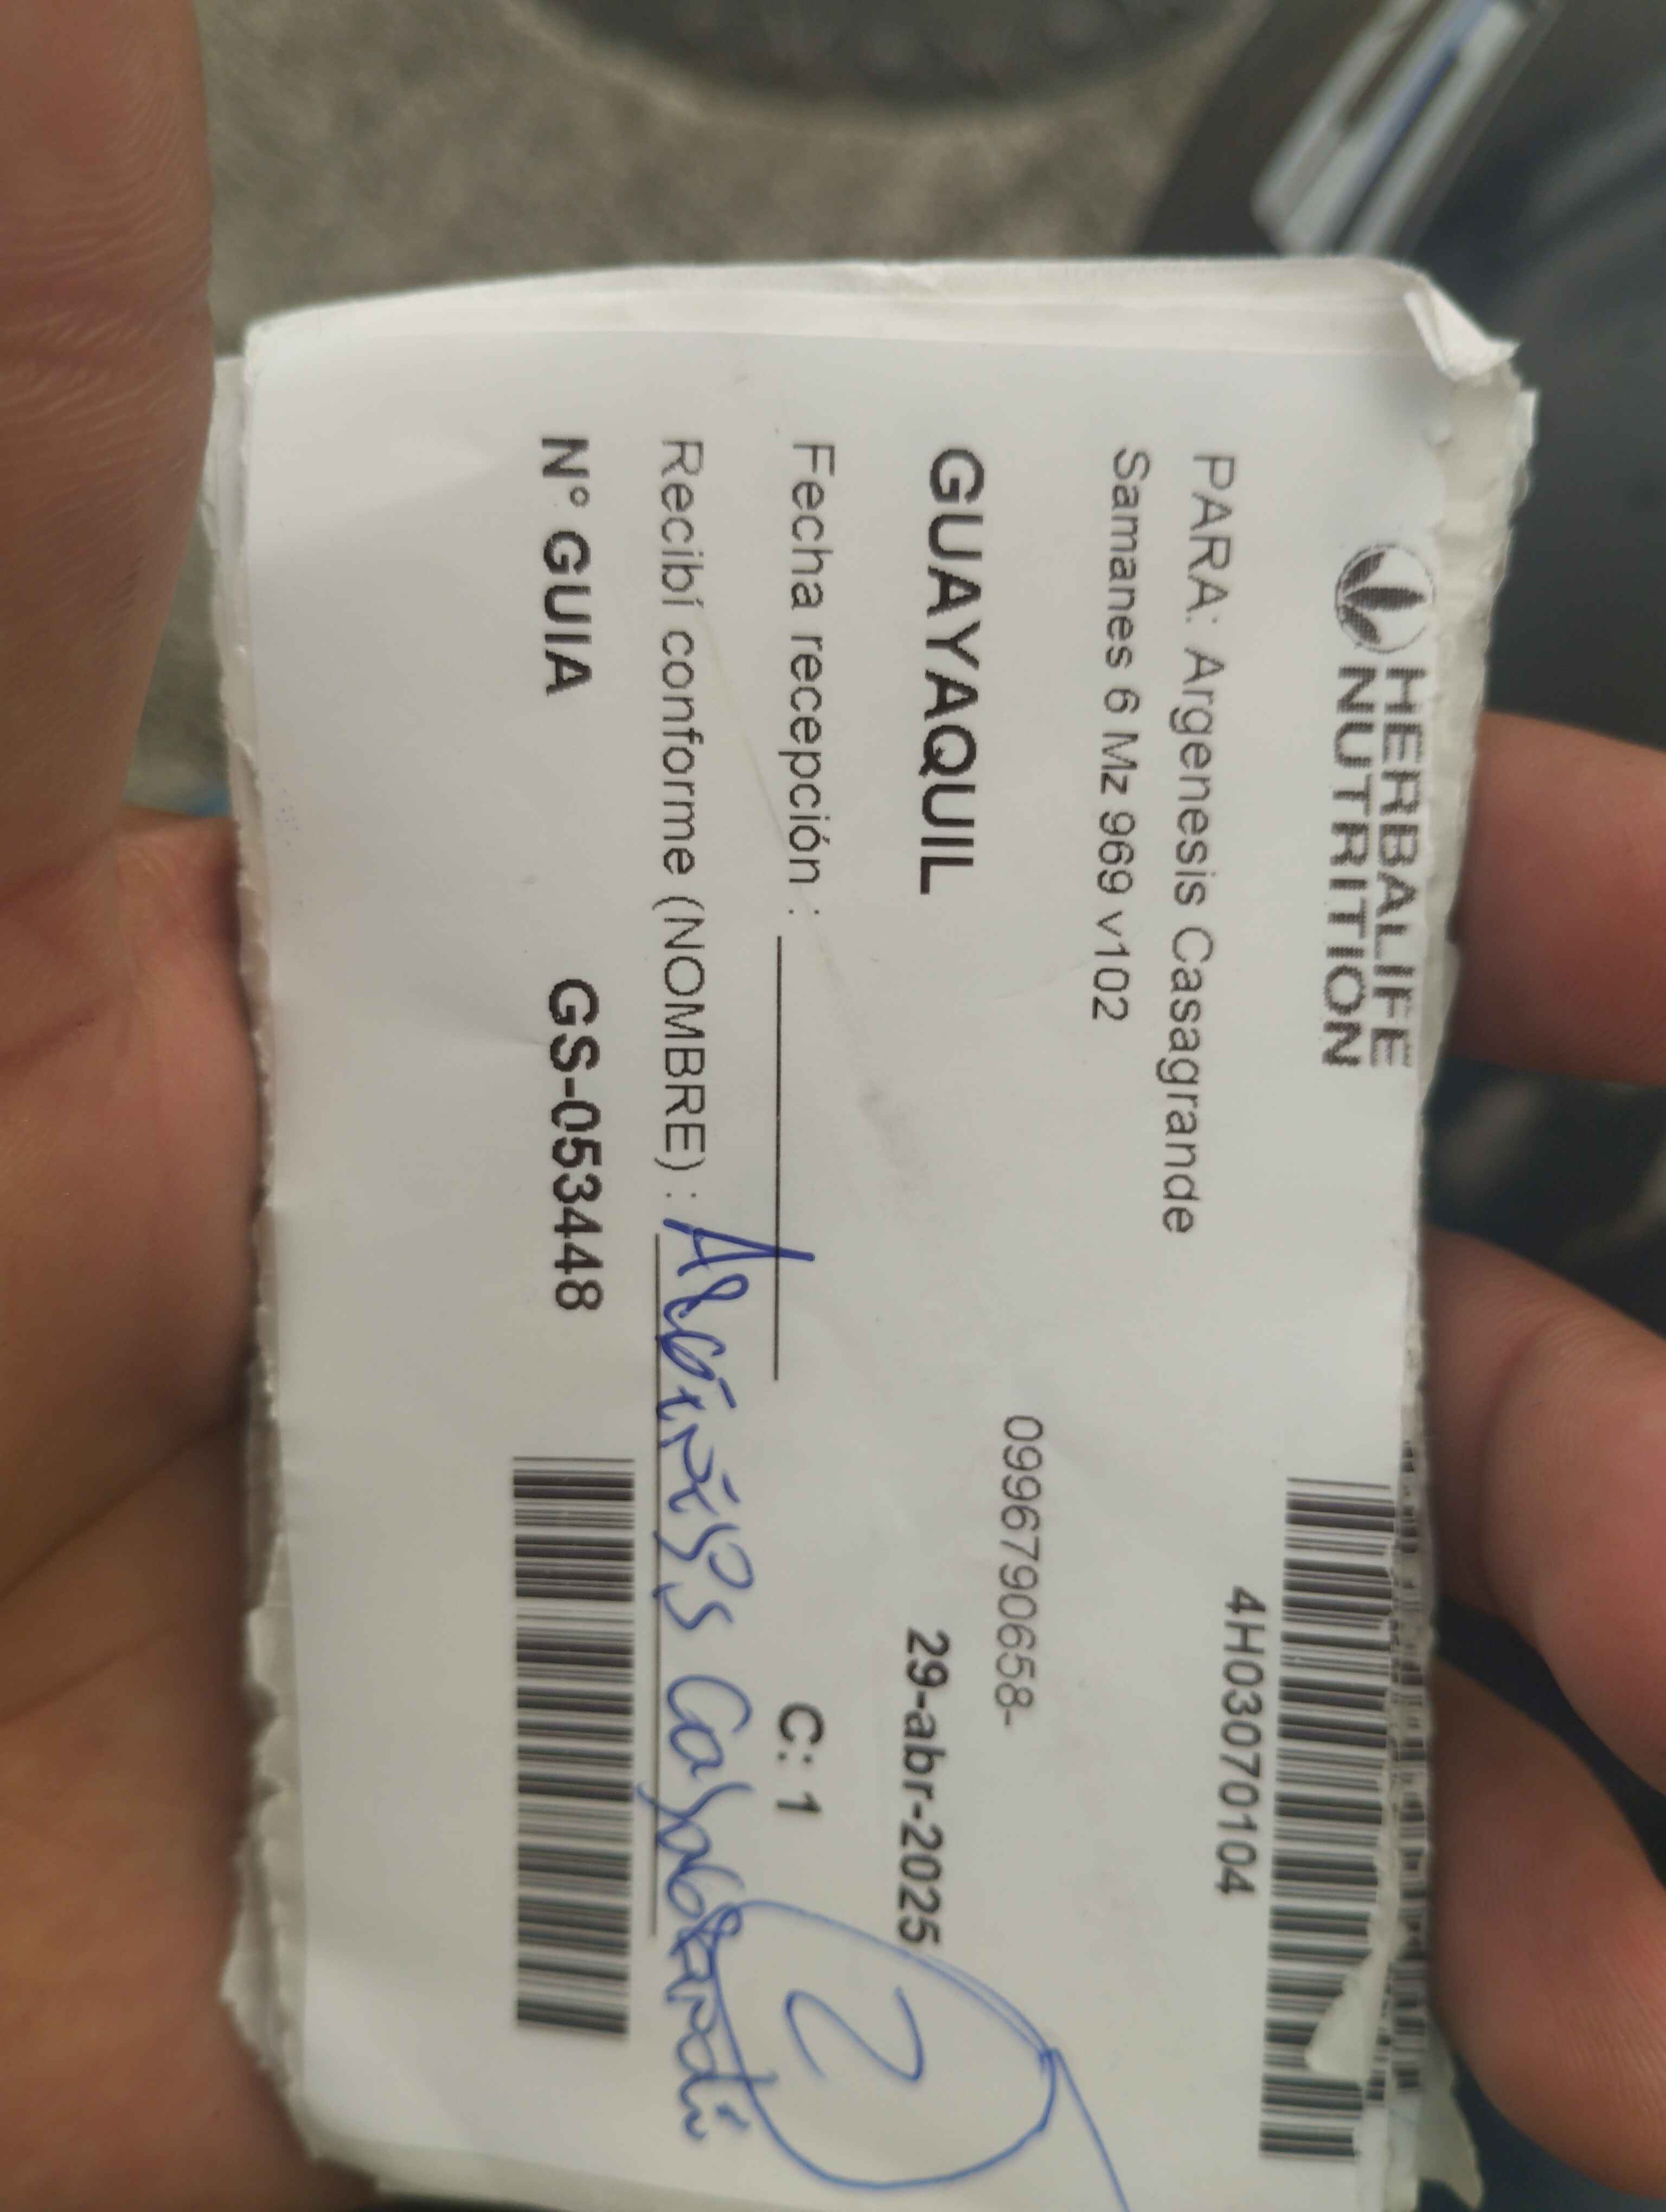 HERBALIFE
NUTRITION
4H03070104
PARA: Argenesis Casagrande
Samanes 6 Mz 969 v102
0996790658-
GUAYAQUIL
29-abr-2025
Fecha recepción :
C: 1
2
Recibí conforme (NOMBRE) :
N° GUIA
GS-053448